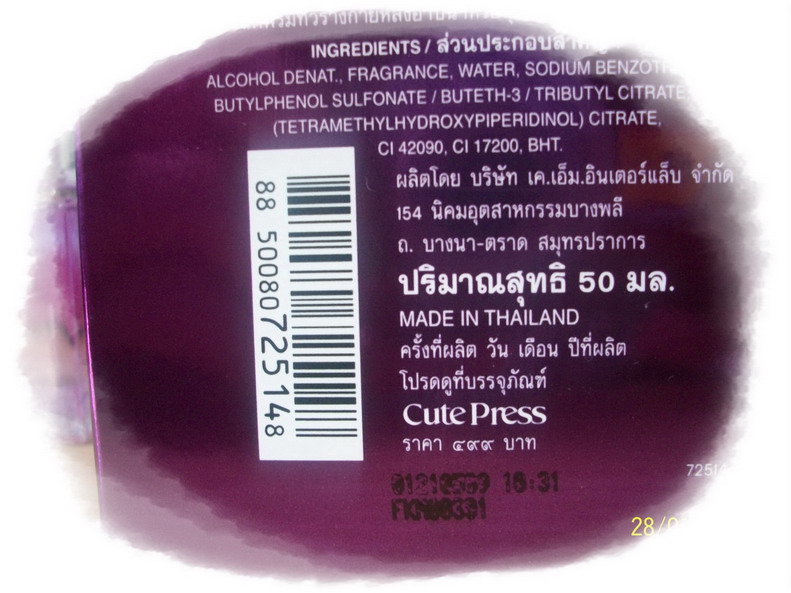 INGREDIENTS / ส่วนประกอบสำคัญ
ALCOHOL DENAT., FRAGRANCE, WATER, SODIUM
BUTYLPHENOL SULFONATE / BUTETH-3 / TRIBUTYL CITRATE
(TETRAMETHYLHYDROXYPIPERIDINOL) CITRATE,
CI 42090, CI 17200, BHT.
ผลิตโดย บริษัท เค.เอ็ม.อินเตอร์แล็บ จำกัด
154 นิคมอุตสาหกรรมบางพลี
ถ. บางนา-ตราด สมุทรปราการ
ปริมาณสุทธิ 50 มล.
MADE IN THAILAND
ครั้งที่ผลิต วัน เดือน ปีที่ผลิต
โปรดดูที่บรรจุภัณฑ์
Cute Press
ราคา ๔๙๙ บาท
88 50080 725148
16:31